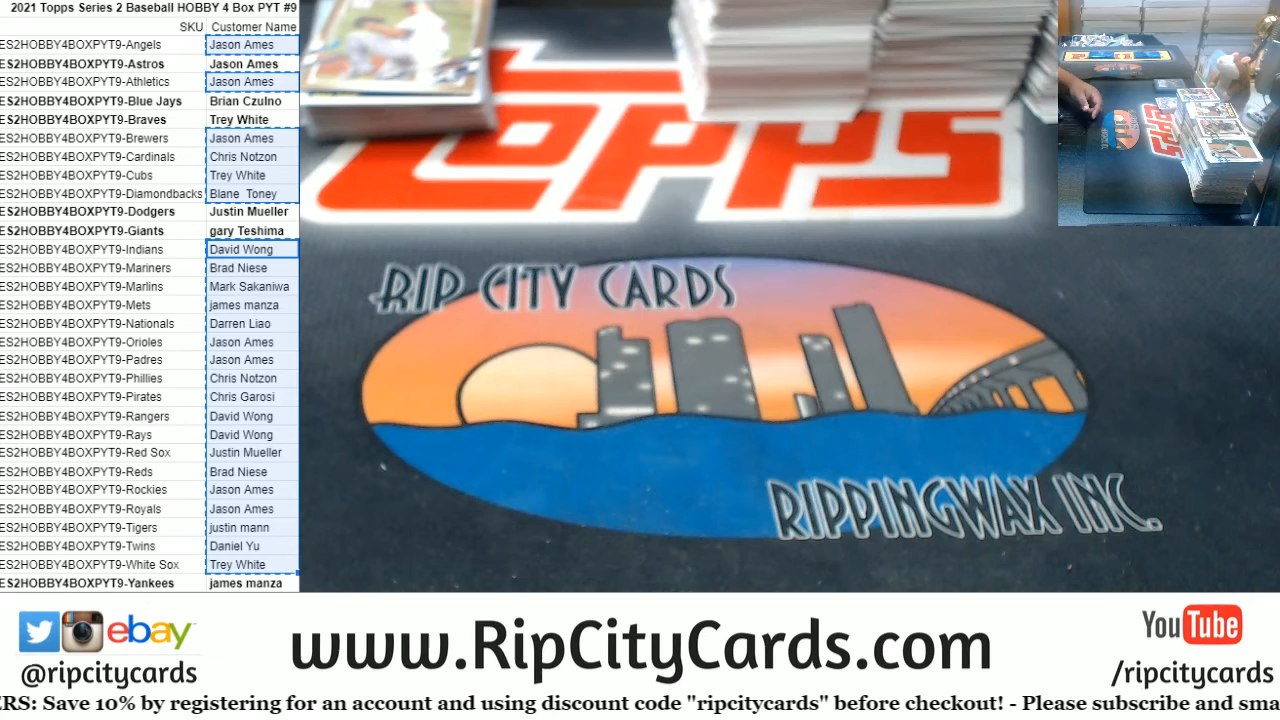 2021 Topps Series 2 Baseball HOBBY 4 Box PYT #9
SKU Customer Name
ES2HOBBY4BOXPYT9-Angels Jason Ames
ES2HOBBY4BOXPYT9-Astros Jason Ames
ES2HOBBY4BOXPYT9-Athletics Jason Ames
ES2HOBBY4BOXPYT9-Blue Jays Brian Czulno
ES2HOBBY4BOXPYT9-Braves Trey White
ES2HOBBY4BOXPYT9-Brewers Jason Ames
ES2HOBBY4BOXPYT9-Cardinals Chris Notzon
ES2HOBBY4BOXPYT9-Cubs Trey White
ES2HOBBY4BOXPYT9-Diamondbacks Blane Toney
ES2HOBBY4BOXPYT9-Dodgers Justin Mueller
ES2HOBBY4BOXPYT9-Giants gary Teshima
ES2HOBBY4BOXPYT9-Indians David Wong
ES2HOBBY4BOXPYT9-Mariners Brad Niese
ES2HOBBY4BOXPYT9-Marlins Mark Sakaniwa
ES2HOBBY4BOXPYT9-Mets james manza
ES2HOBBY4BOXPYT9-Nationals Darren Liao
ES2HOBBY4BOXPYT9-Orioles Jason Ames
ES2HOBBY4BOXPYT9-Padres Jason Ames
ES2HOBBY4BOXPYT9-Phillies Chris Notzon
ES2HOBBY4BOXPYT9-Pirates Chris Garosi
ES2HOBBY4BOXPYT9-Rangers David Wong
ES2HOBBY4BOXPYT9-Rays David Wong
ES2HOBBY4BOXPYT9-Red Sox Justin Mueller
ES2HOBBY4BOXPYT9-Reds Brad Niese
ES2HOBBY4BOXPYT9-Rockies Jason Ames
ES2HOBBY4BOXPYT9-Royals Jason Ames
ES2HOBBY4BOXPYT9-Tigers justin mann
ES2HOBBY4BOXPYT9-Twins Daniel Yu
ES2HOBBY4BOXPYT9-White Sox Trey White
ES2HOBBY4BOXPYT9-Yankees james manza
TOPPS
RIP CITY CARDS
RIPPINGWAX INC.
ebay
@ripcitycards
www.RipCityCards.com
YouTube
/ripcitycards
ERS: Save 10% by registering for an account and using discount code "ripcitycards" before checkout! - Please subscribe and sma